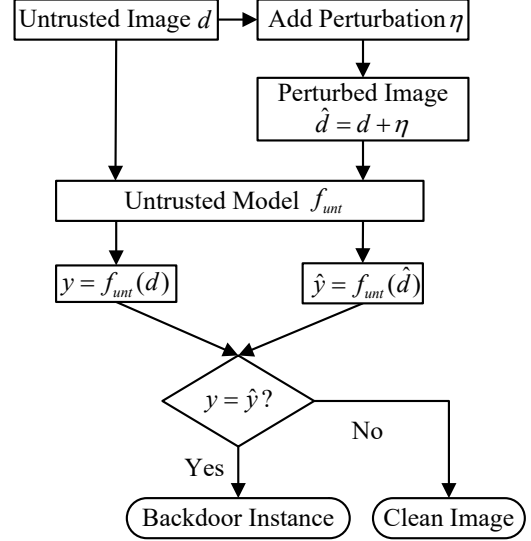 Untrusted Image d
Add Perturbation η
Perturbed Image
d̂ = d + η
Untrusted Model f_unt
y = f_unt(d)
ŷ = f_unt(d̂)
y = ŷ?
No
Yes
Backdoor Instance
Clean Image